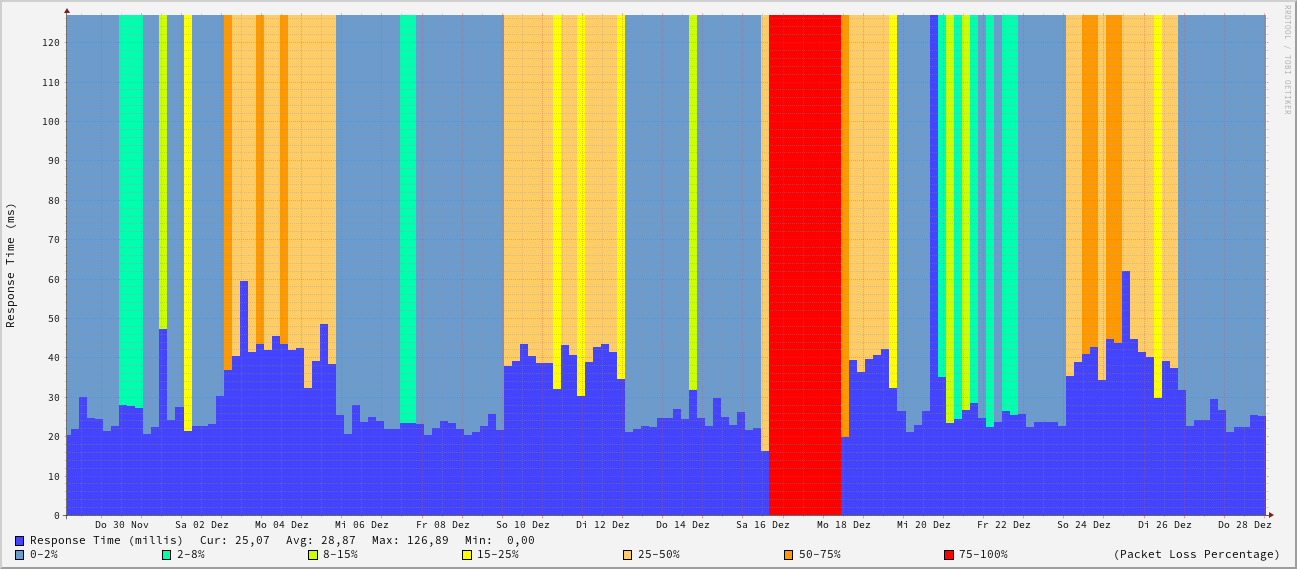 RRDTOOL / TOBI OETIKER
Response Time (ms)
120
110
100
90
80
70
60
50
40
30
20
10
0
Do 30 Nov Sa 02 Dez Mo 04 Dez Mi 06 Dez Fr 08 Dez So 10 Dez Di 12 Dez Do 14 Dez Sa 16 Dez Mo 18 Dez Mi 20 Dez Fr 22 Dez So 24 Dez Di 26 Dez Do 28 Dez
Response Time (millis) Cur: 25,07 Avg: 28,87 Max: 126,89 Min: 0,00
0-2% 2-8% 8-15% 15-25% 25-50% 50-75% 75-100% (Packet Loss Percentage)